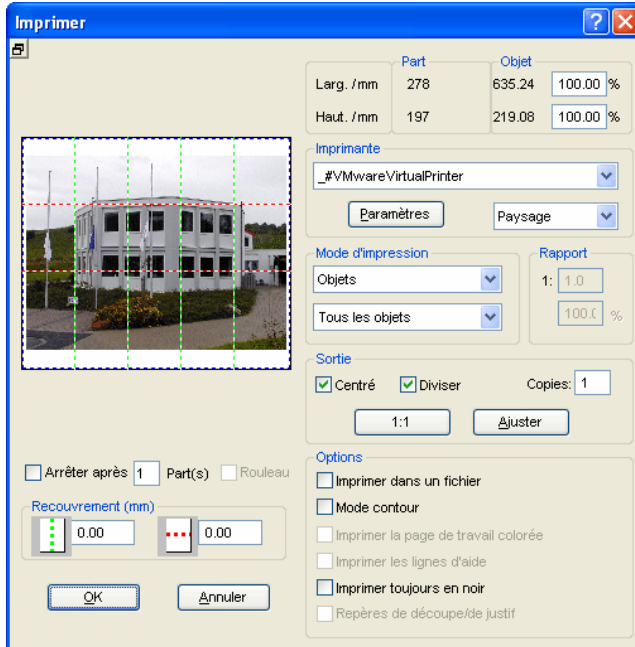 Imprimer
Part Objet
Larg. /mm 278 635.24 100.00 %
Haut. /mm 197 219.08 100.00 %
Imprimante
_#VMwareVirtualPrinter
Paramètres Paysage
Mode d'impression Rapport
Objets 1: 1.0
Tous les objets 100.0 %
Sortie
Centré Diviser Copies: 1
1:1 Ajuster
Arrêter après 1 Part(s) Rouleau
Recouvrement (mm)
0.00 0.00
OK Annuler
Options
Imprimer dans un fichier
Mode contour
Imprimer la page de travail colorée
Imprimer les lignes d'aide
Imprimer toujours en noir
Repères de découpe/de justif